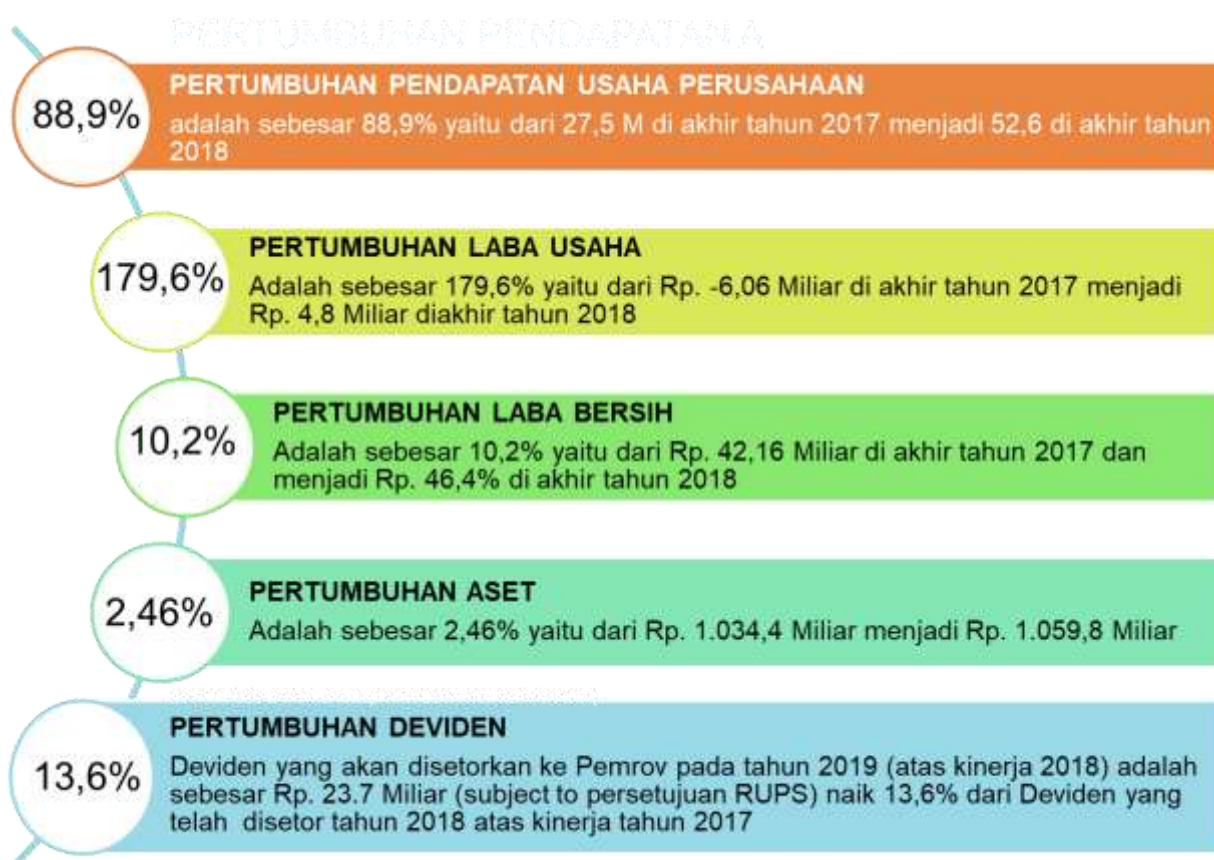 PERTUMBUHAN PENDAPATAN A
88,9%
PERTUMBUHAN PENDAPATAN USAHA PERUSAHAAN
adalah sebesar 88,9% yaitu dari 27,5 M di akhir tahun 2017 menjadi 52,6 di akhir tahun
2018
179,6%
PERTUMBUHAN LABA USAHA
Adalah sebesar 179,6% yaitu dari Rp. -6,06 Miliar di akhir tahun 2017 menjadi
Rp. 4,8 Miliar diakhir tahun 2018
10,2%
PERTUMBUHAN LABA BERSIH
Adalah sebesar 10,2% yaitu dari Rp. 42,16 Miliar di akhir tahun 2017 dan
menjadi Rp. 46,4% di akhir tahun 2018
2,46%
PERTUMBUHAN ASET
Adalah sebesar 2,46% yaitu dari Rp. 1.034,4 Miliar menjadi Rp. 1.059,8 Miliar
13,6%
PERTUMBUHAN DEVIDEN
Deviden yang akan disetorkan ke Pemrov pada tahun 2019 (atas kinerja 2018) adalah
sebesar Rp. 23.7 Miliar (subject to persetujuan RUPS) naik 13,6% dari Deviden yang
telah disetor tahun 2018 atas kinerja tahun 2017